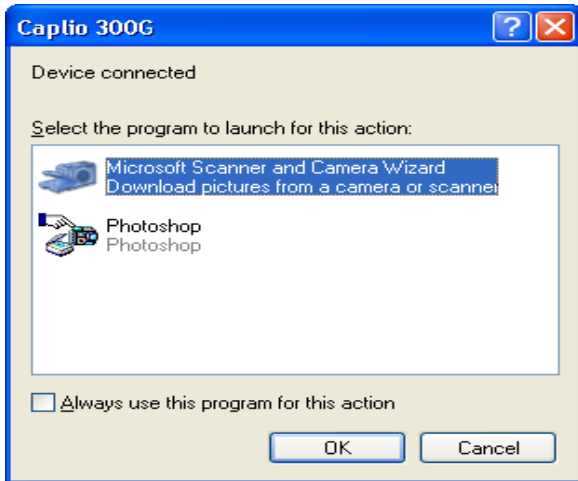 Caplio 300G
Device connected
Select the program to launch for this action:
Microsoft Scanner and Camera Wizard
Download pictures from a camera or scanner
Photoshop
Photoshop
Always use this program for this action
OK Cancel